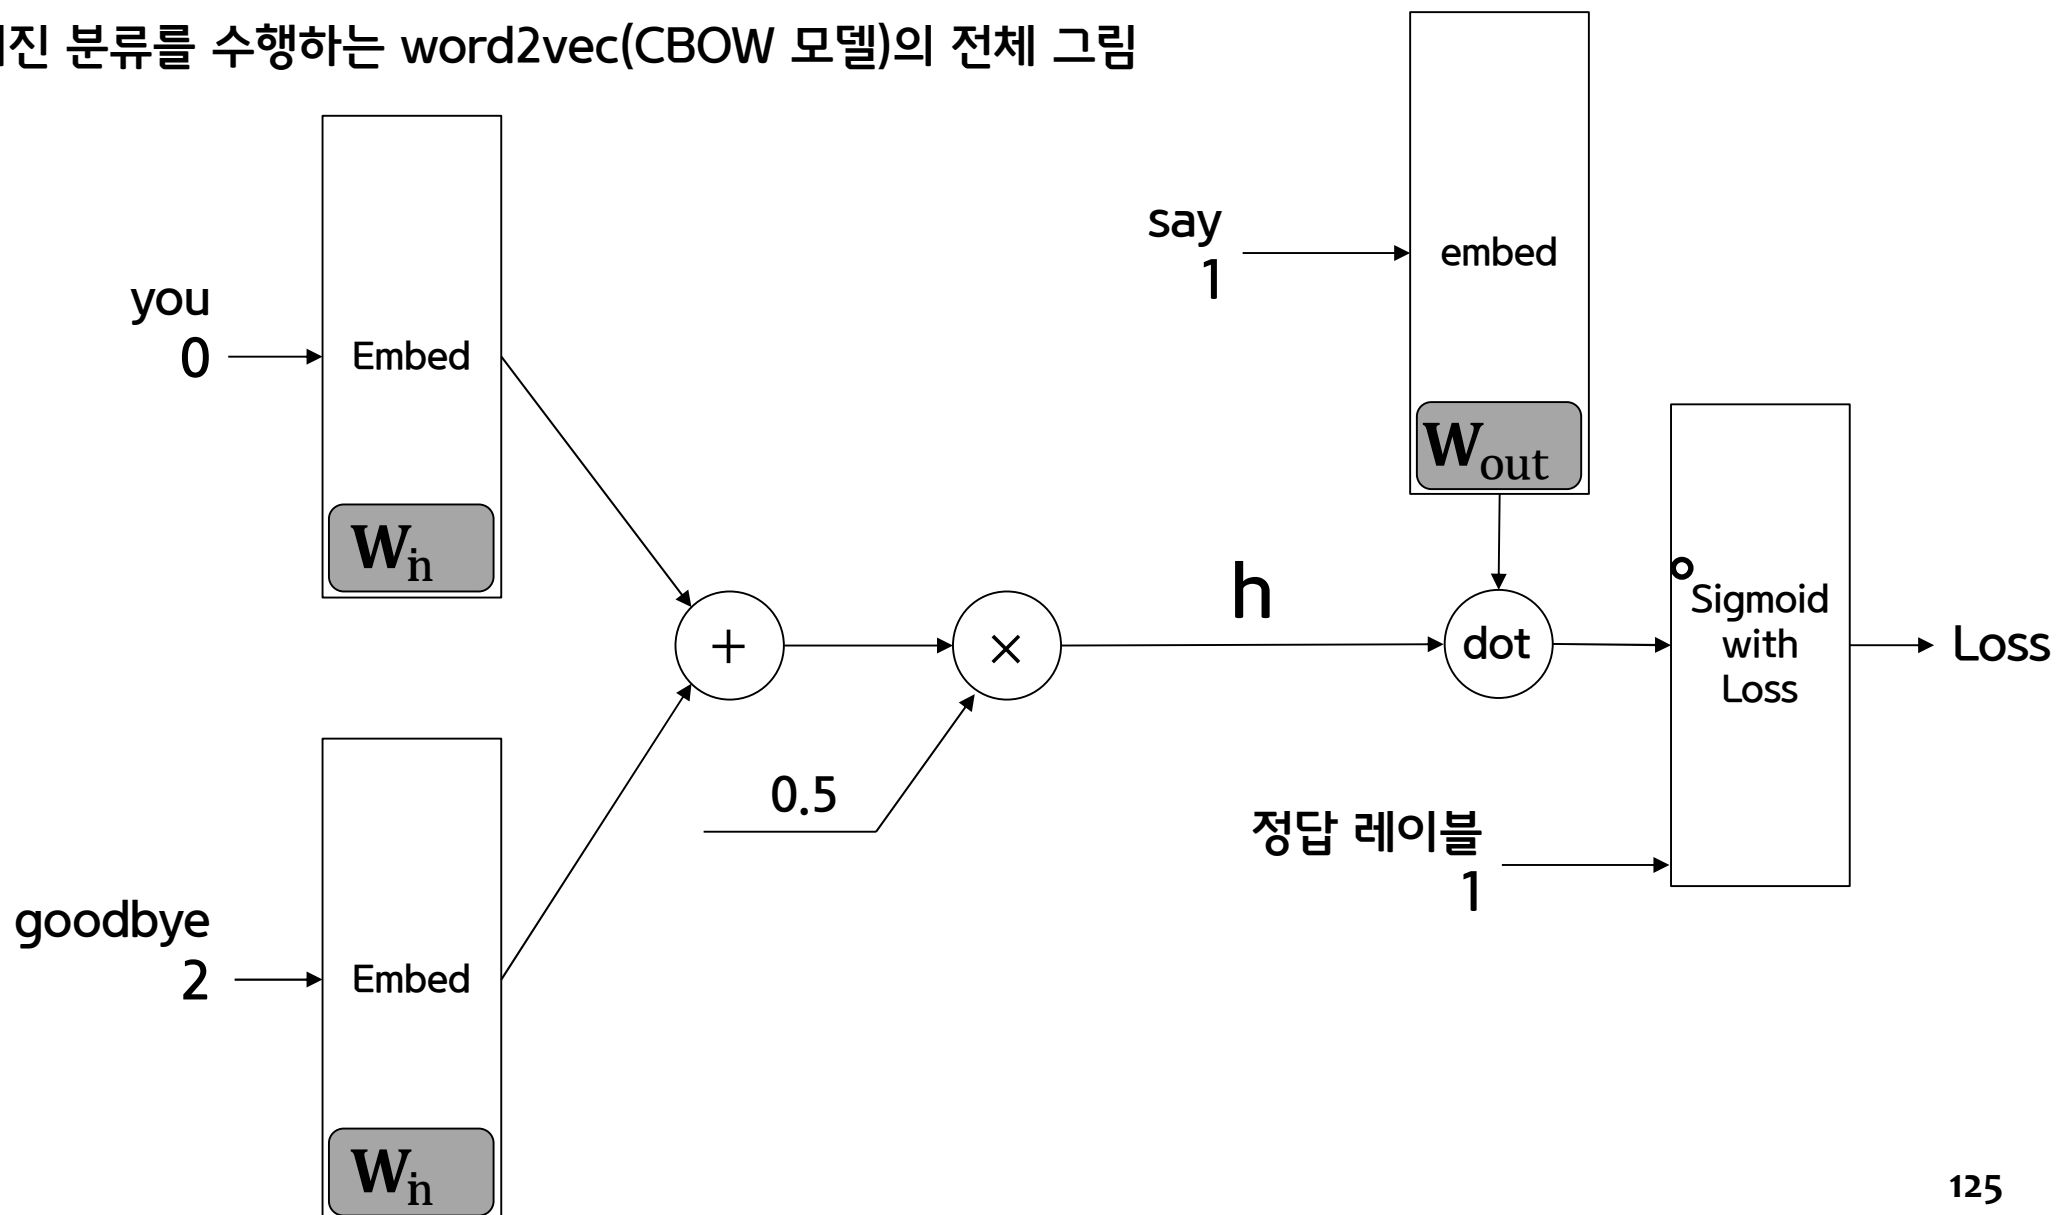 분류를 수행하는 word2vec(CBOW 모델)의 전체 그림
you
0
Embed
W_in
goodbye
2
Embed
W_in
+
×
0.5
h
say
1
embed
W_out
dot
Sigmoid
with
Loss
정답 레이블
1
Loss
125